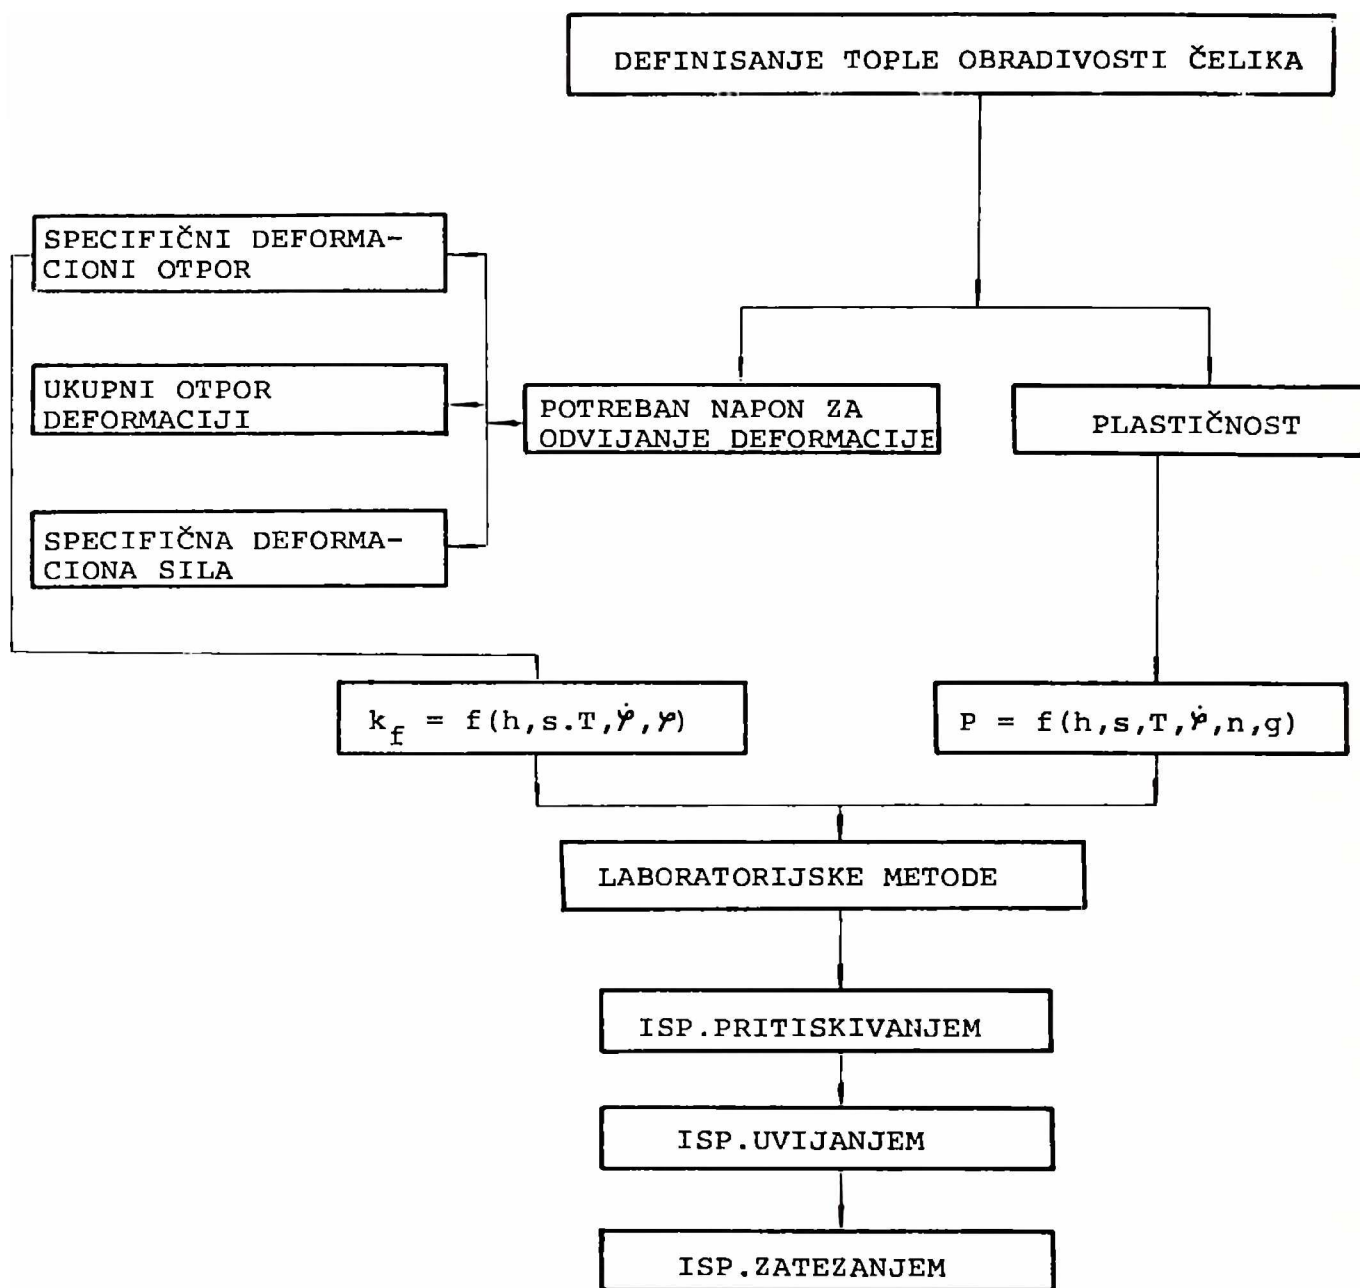 DEFINISANJE TOPLE OBRADIVOSTI ČELIKA
SPECIFIČNI DEFORMA-
CIONI OTPOR
UKUPNI OTPOR
DEFORMACIJI
POTREBAN NAPON ZA
ODVIJANJE DEFORMACIJE
PLASTIČNOST
SPECIFIČNA DEFORMA-
CIONA SILA
k_f = f(h,s.T,φ̇,φ)
P = f(h,s,T,φ̇,n,g)
LABORATORIJSKE METODE
ISP.PRITISKIVANJEM
ISP.UVIJANJEM
ISP.ZATEZANJEM